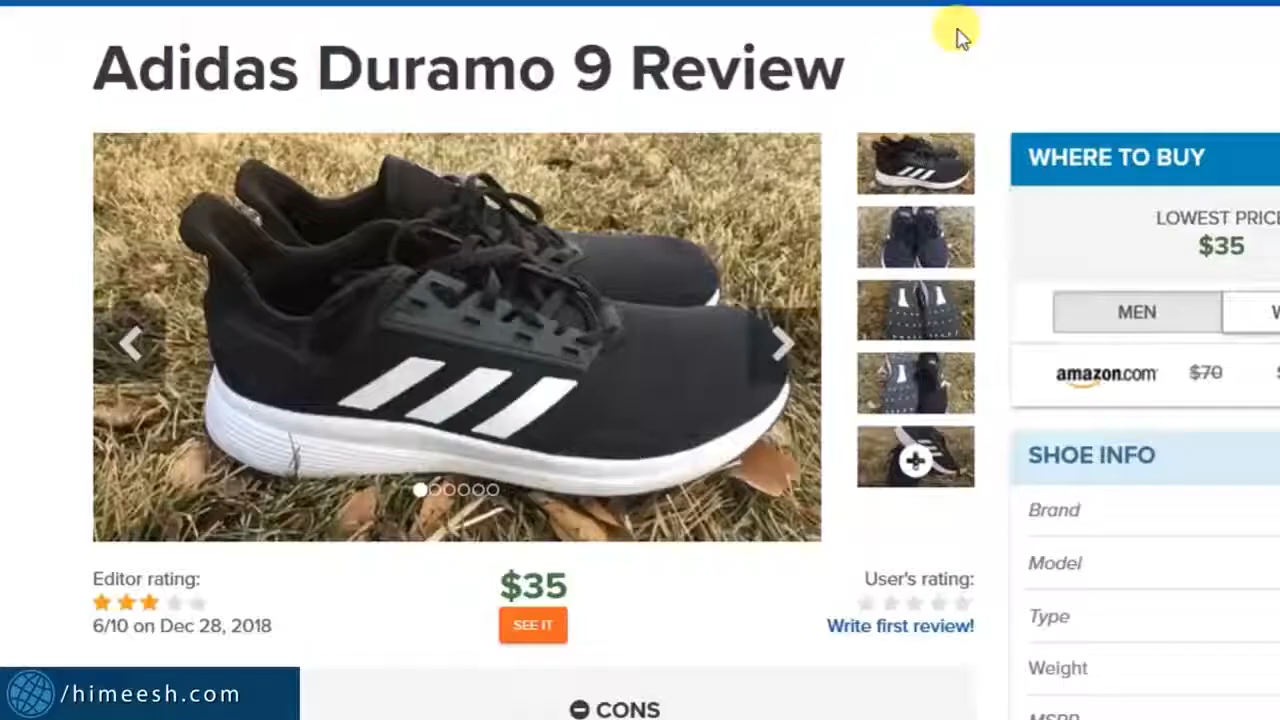 Adidas Duramo 9 Review
WHERE TO BUY
LOWEST PRICE
$35
MEN
amazon.com $70
SHOE INFO
Brand
Model
Type
Weight
Editor rating:
6/10 on Dec 28, 2018
$35
SEE IT
User's rating:
Write first review!
/himeesh.com
CONS